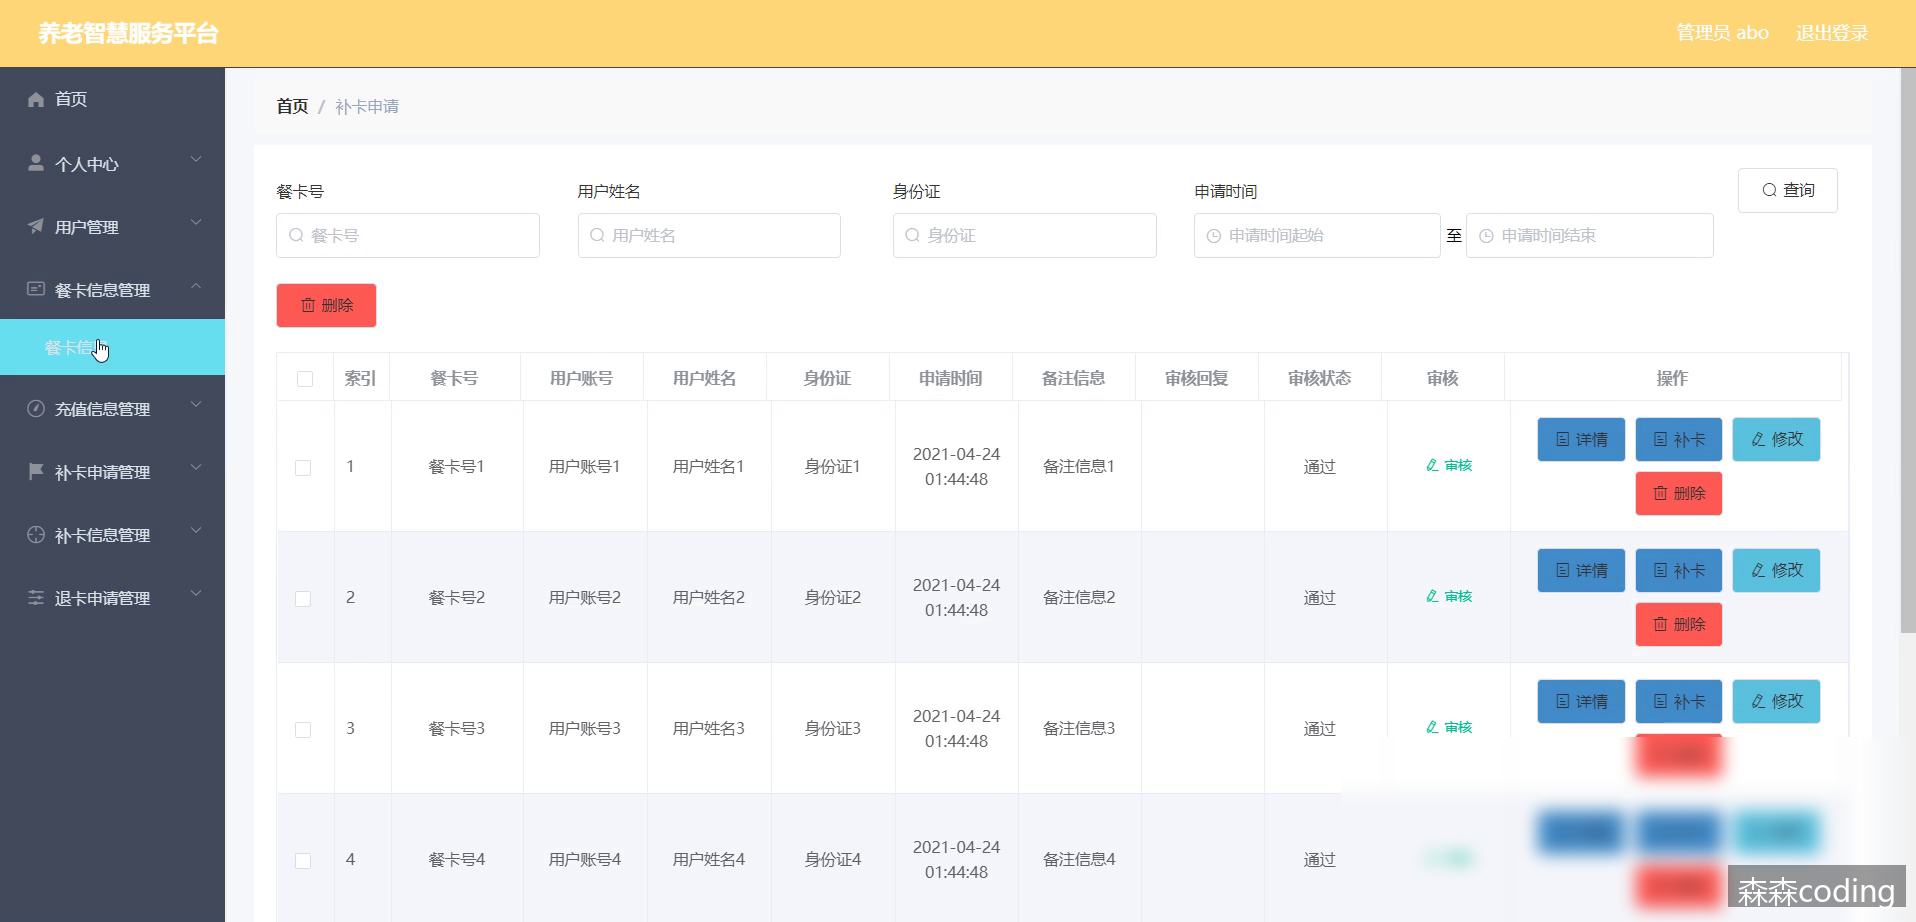 养老智慧服务平台
管理员 abo 退出登录
首页
个人中心
用户管理
餐卡信息管理
餐卡信
充值信息管理
补卡申请管理
补卡信息管理
退卡申请管理
首页 / 补卡申请
餐卡号 用户姓名 身份证 申请时间 查询
餐卡号 用户姓名 身份证 申请时间起始 至 申请时间结束
删除
索引 餐卡号 用户账号 用户姓名 身份证 申请时间 备注信息 审核回复 审核状态 审核 操作
1 餐卡号1 用户账号1 用户姓名1 身份证1 2021-04-24 01:44:48 备注信息1 通过 审核 详情 补卡 修改
删除
2 餐卡号2 用户账号2 用户姓名2 身份证2 2021-04-24 01:44:48 备注信息2 通过 审核 详情 补卡 修改
删除
3 餐卡号3 用户账号3 用户姓名3 身份证3 2021-04-24 01:44:48 备注信息3 通过 审核 详情 补卡 修改
4 餐卡号4 用户账号4 用户姓名4 身份证4 2021-04-24 01:44:48 备注信息4 通过
森森coding